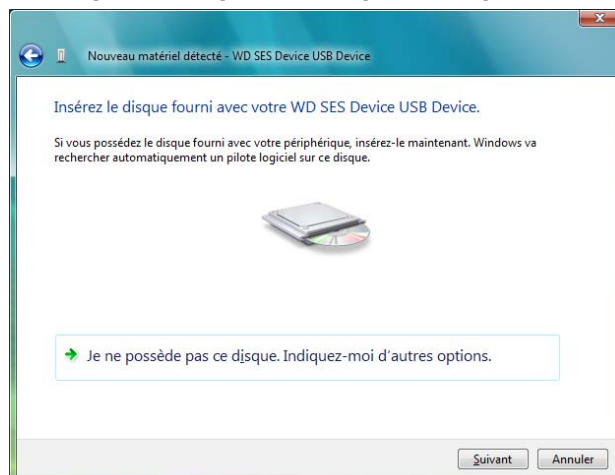 Nouveau matériel détecté - WD SES Device USB Device
Insérez le disque fourni avec votre WD SES Device USB Device.
Si vous possédez le disque fourni avec votre périphérique, insérez-le maintenant. Windows va
rechercher automatiquement un pilote logiciel sur ce disque.
Je ne possède pas ce disque. Indiquez-moi d'autres options.
Suivant Annuler